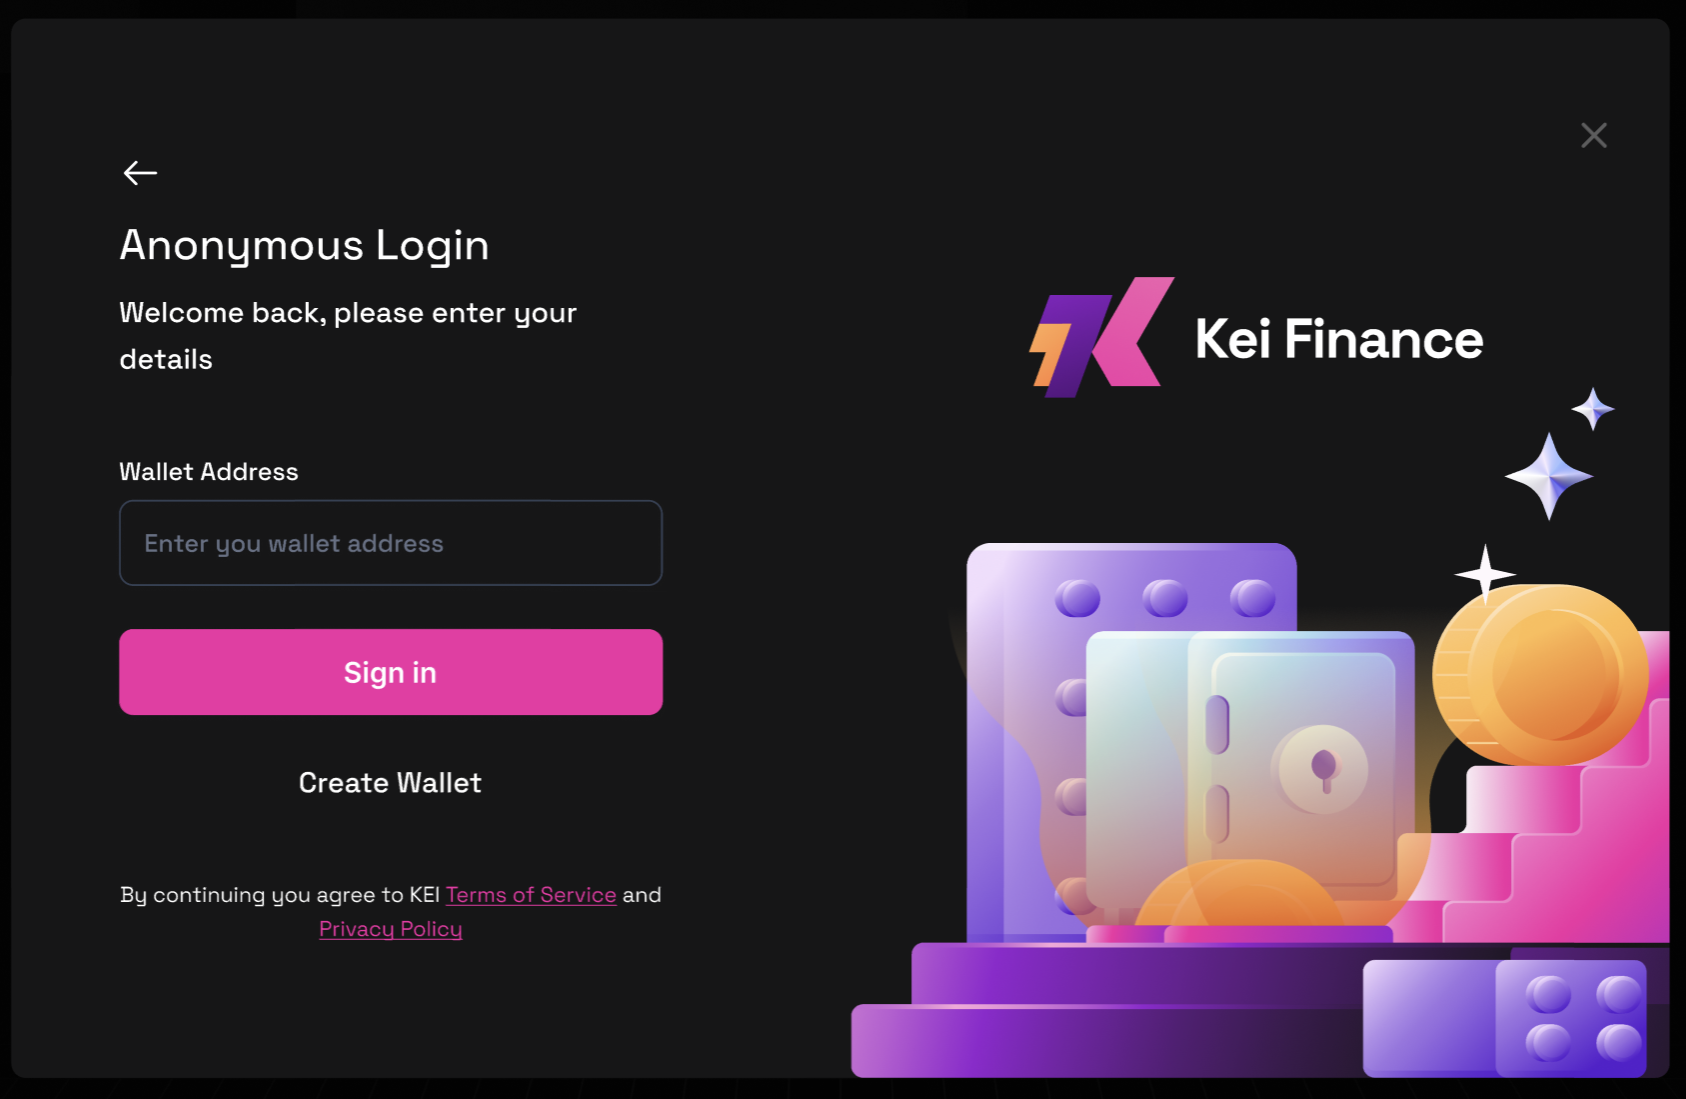 Anonymous Login
Welcome back, please enter your
details
Wallet Address
Enter you wallet address
Sign in
Create Wallet
By continuing you agree to KEI Terms of Service and
Privacy Policy
Kei Finance